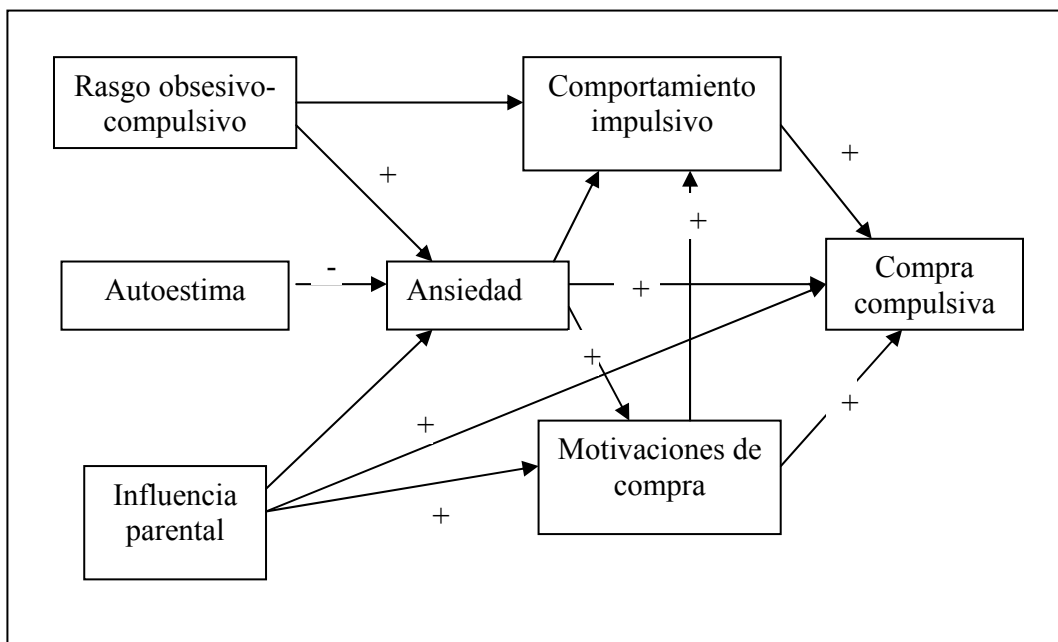 Rasgo obsesivo-
compulsivo
Comportamiento
impulsivo
+
+
+
Autoestima
-
Ansiedad
+
Compra
compulsiva
+
+
+
Motivaciones de
compra
Influencia
parental
+